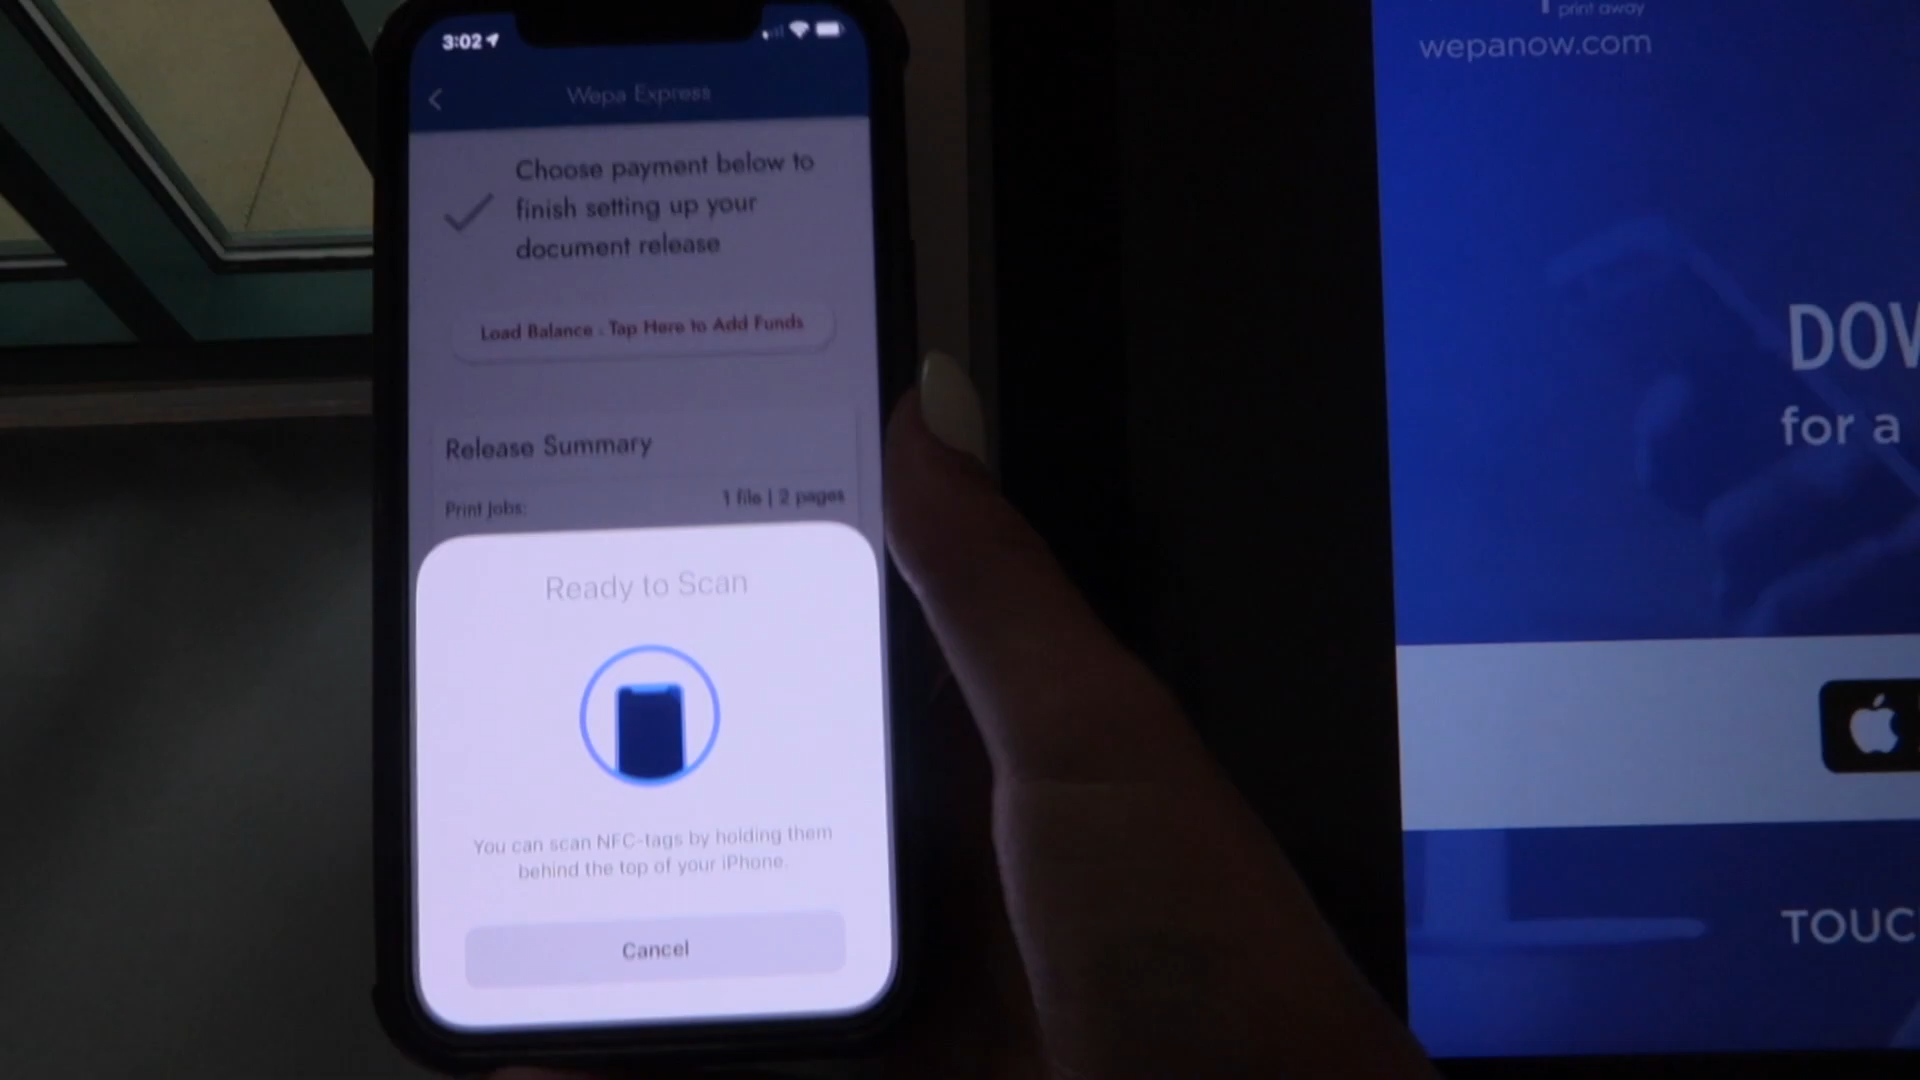 3:02
Wepa Express
Choose payment below to
finish setting up your
document release
Load Balance - Tap Here to Add Funds
Release Summary
Print Jobs: 1 file | 2 pages
Ready to Scan
You can scan NFC-tags by holding them
behind the top of your iPhone.
Cancel
print away
wepanow.com
DOW
for a
TOUC